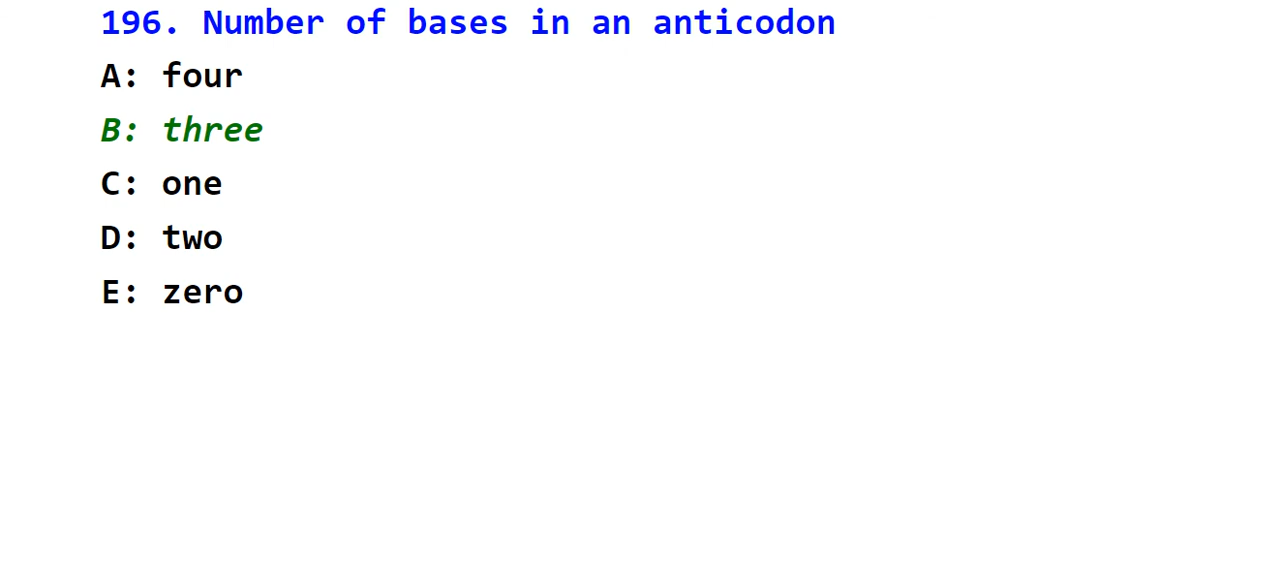 196. Number of bases in an anticodon
A: four
B: three
C: one
D: two
E: zero